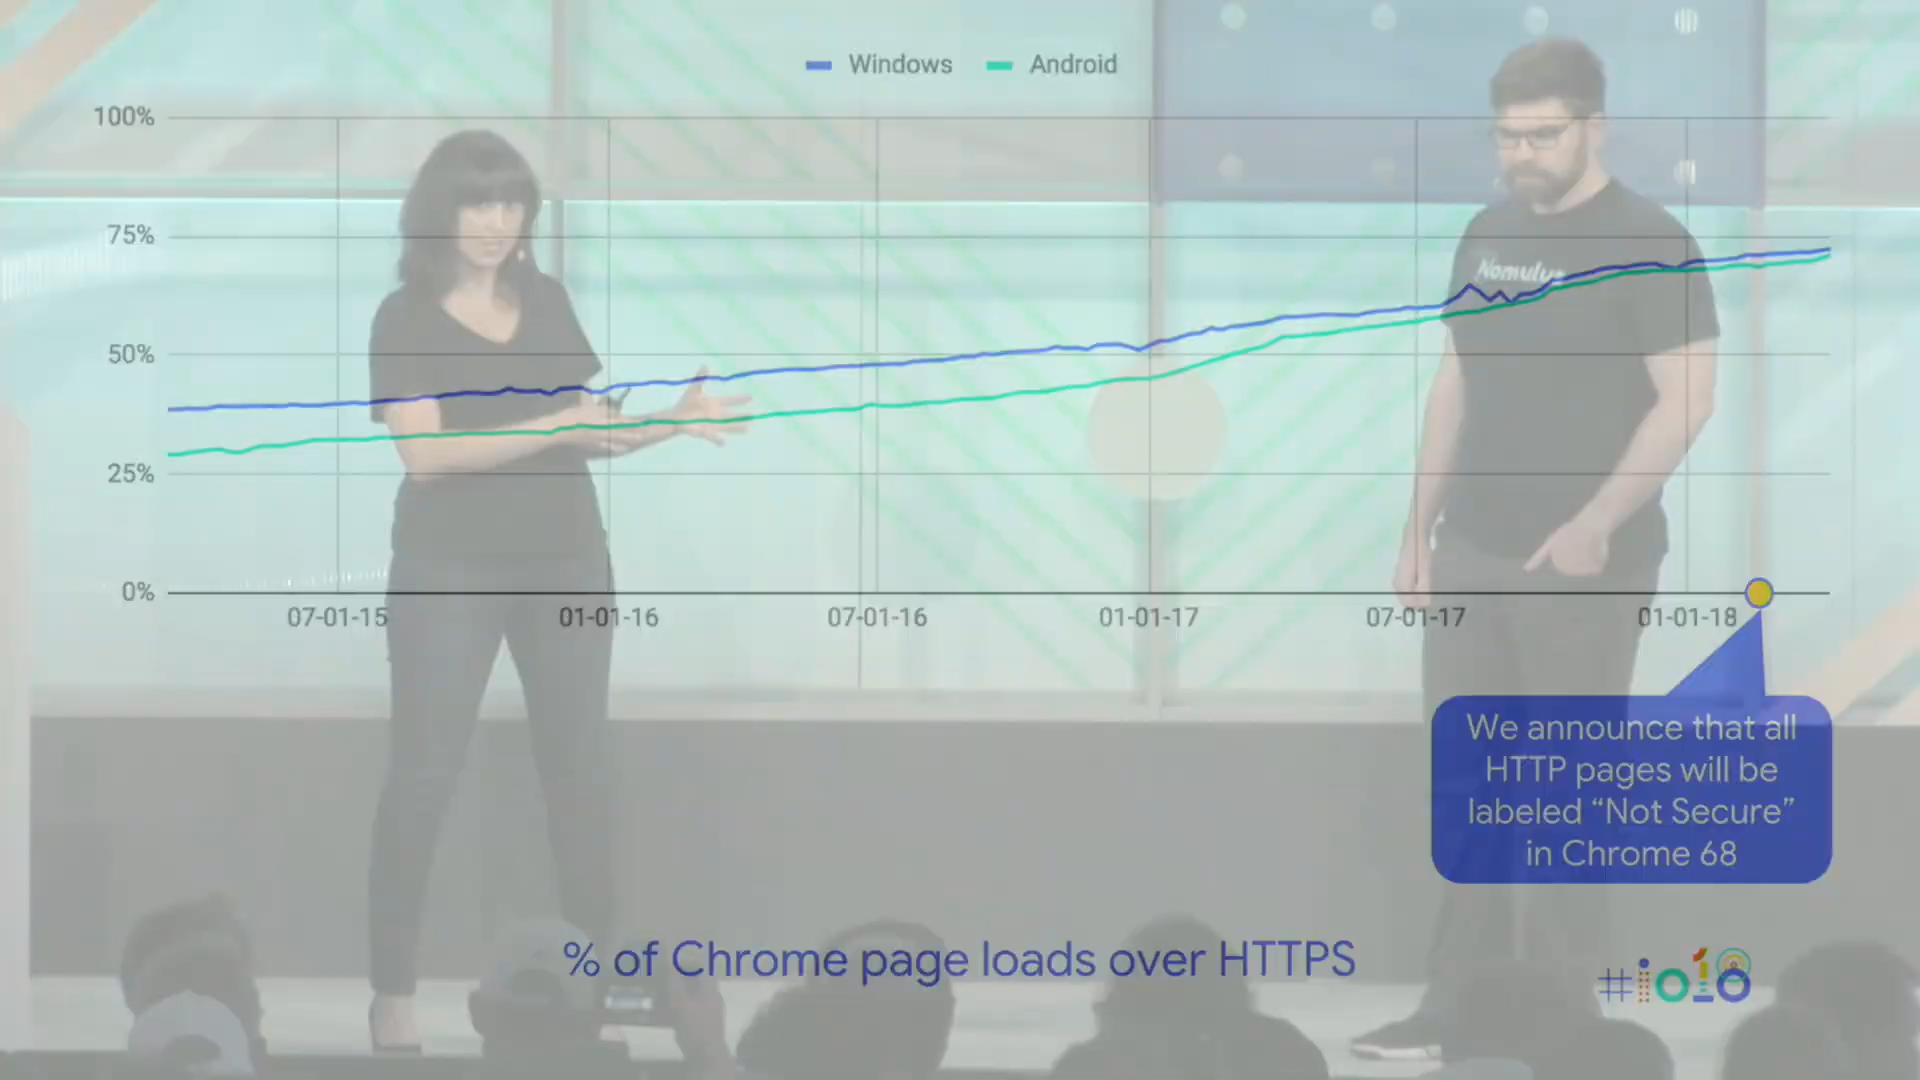 Windows Android
100%
75%
50%
25%
0%
07-01-15 01-01-16 07-01-16 01-01-17 07-01-17 01-01-18
Nomulus
We announce that all
HTTP pages will be
labeled “Not Secure”
in Chrome 68
% of Chrome page loads over HTTPS
#io18